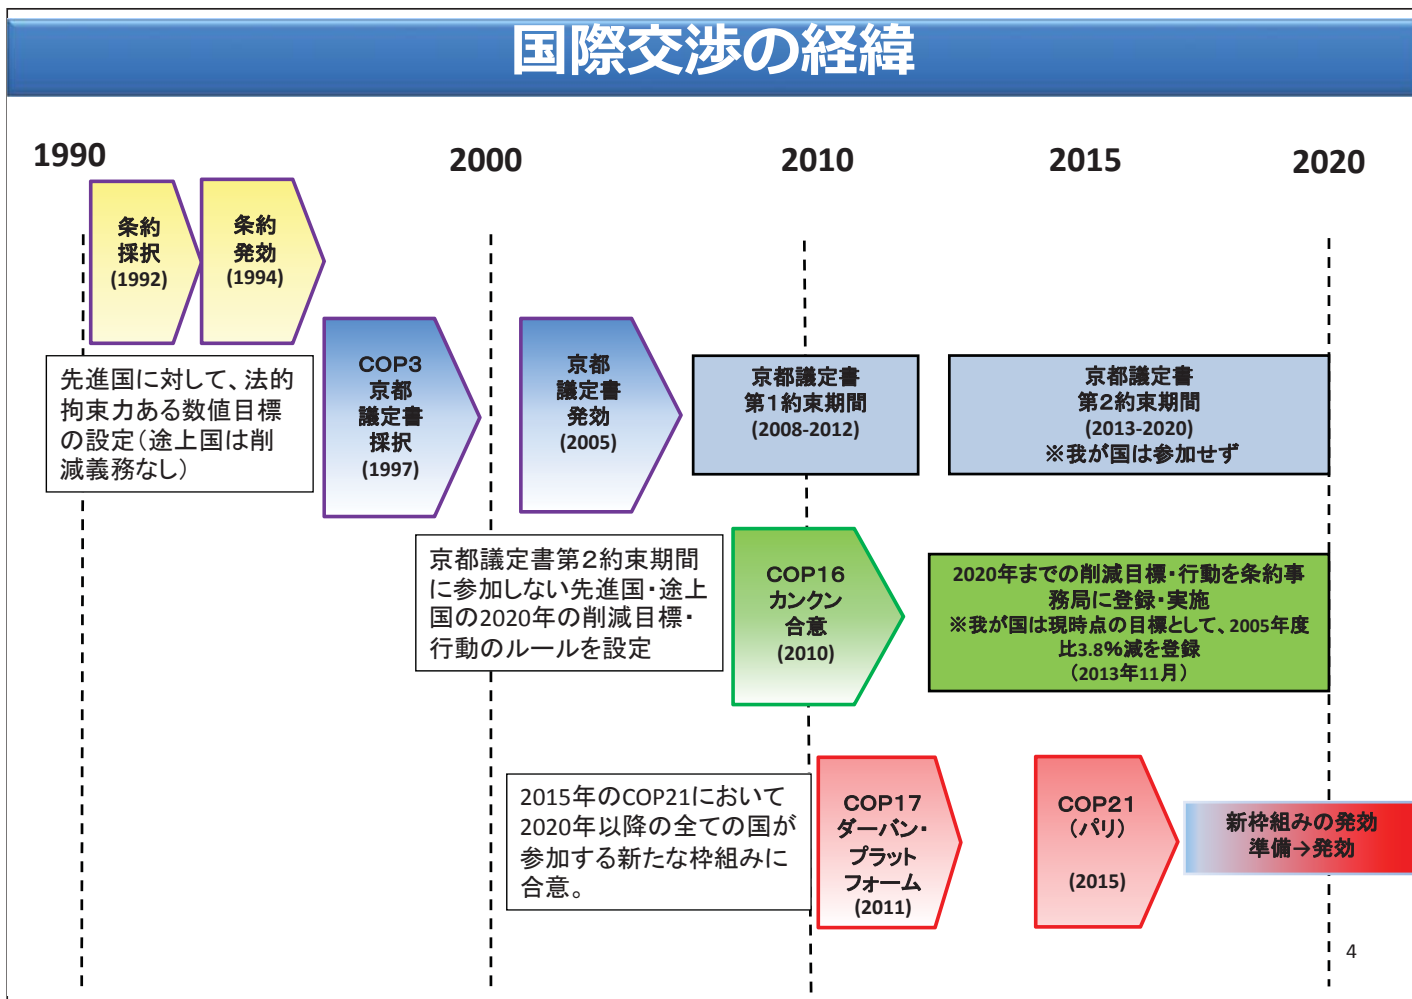 国際交渉の経緯
1990
2000
2010
2015
2020
条約
採択
(1992)
条約
発効
(1994)
先進国に対して、法的
拘束力ある数値目標
の設定(途上国は削
減義務なし)
COP3
京都
議定書
採択
(1997)
京都
議定書
発効
(2005)
京都議定書
第1約束期間
(2008-2012)
京都議定書
第2約束期間
(2013-2020)
※我が国は参加せず
京都議定書第2約束期間
に参加しない先進国・途上
国の2020年の削減目標・
行動のルールを設定
COP16
カンクン
合意
(2010)
2020年までの削減目標・行動を条約事
務局に登録・実施
※我が国は現時点の目標として、2005年度
比3.8%減を登録
(2013年11月)
2015年のCOP21において
2020年以降の全ての国が
参加する新たな枠組みに
合意。
COP17
ダーバン・
プラット
フォーム
(2011)
COP21
(パリ)
(2015)
新枠組みの発効
準備→発効
4